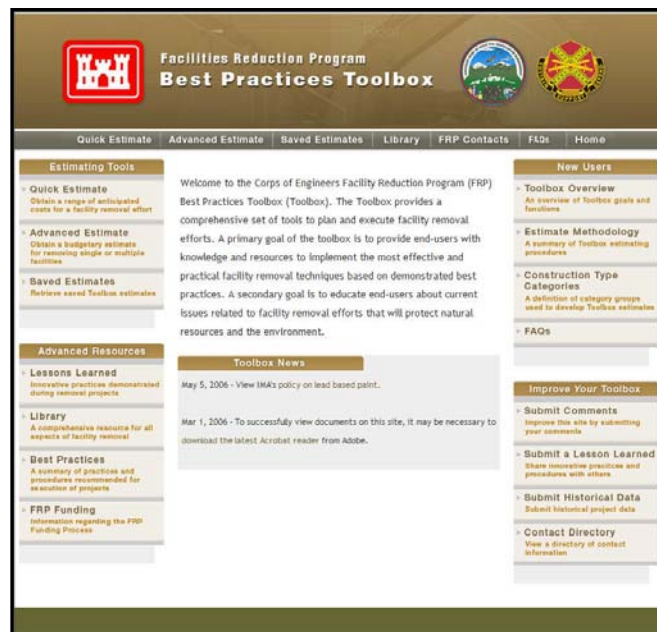 Facilities Reduction Program
Best Practices Toolbox
Quick Estimate
Advanced Estimate
Saved Estimates
Library
FRP Contacts
FAQs
Home
Estimating Tools
Quick Estimate
Obtain a range of anticipated
costs for a facility removal effort
Advanced Estimate
Obtain a budgetary estimate
for removing single or multiple
facilities
Saved Estimates
Retrieve saved Toolbox estimates
Advanced Resources
Lessons Learned
Innovative practices demonstrated
during removal projects
Library
A comprehensive resource for all
aspects of facility removal
Best Practices
A summary of practices and
procedures recommended for
execution of projects
FRP Funding
Information regarding the FRP
Funding Process
Welcome to the Corps of Engineers Facility Reduction Program (FRP)
Best Practices Toolbox (Toolbox). The Toolbox provides a
comprehensive set of tools to plan and execute facility removal
efforts. A primary goal of the toolbox is to provide end-users with
knowledge and resources to implement the most effective and
practical facility removal techniques based on demonstrated best
practices. A secondary goal is to educate end-users about current
issues related to facility removal efforts that will protect natural
resources and the environment.
Toolbox News
May 5, 2006 - View IMA's policy on lead based paint.
Mar 1, 2006 - To successfully view documents on this site, it may be necessary to
download the latest Acrobat reader from Adobe.
New Users
Toolbox Overview
An overview of Toolbox goals and
functions
Estimate Methodology
A summary of Toolbox estimating
procedures
Construction Type
Categories
A definition of category groups
used to develop Toolbox estimates
FAQs
Improve Your Toolbox
Submit Comments
Improve this site by submitting
your comments
Submit a Lesson Learned
Share innovative practices and
procedures with others
Submit Historical Data
Submit historical project data
Contact Directory
View a directory of contact
information